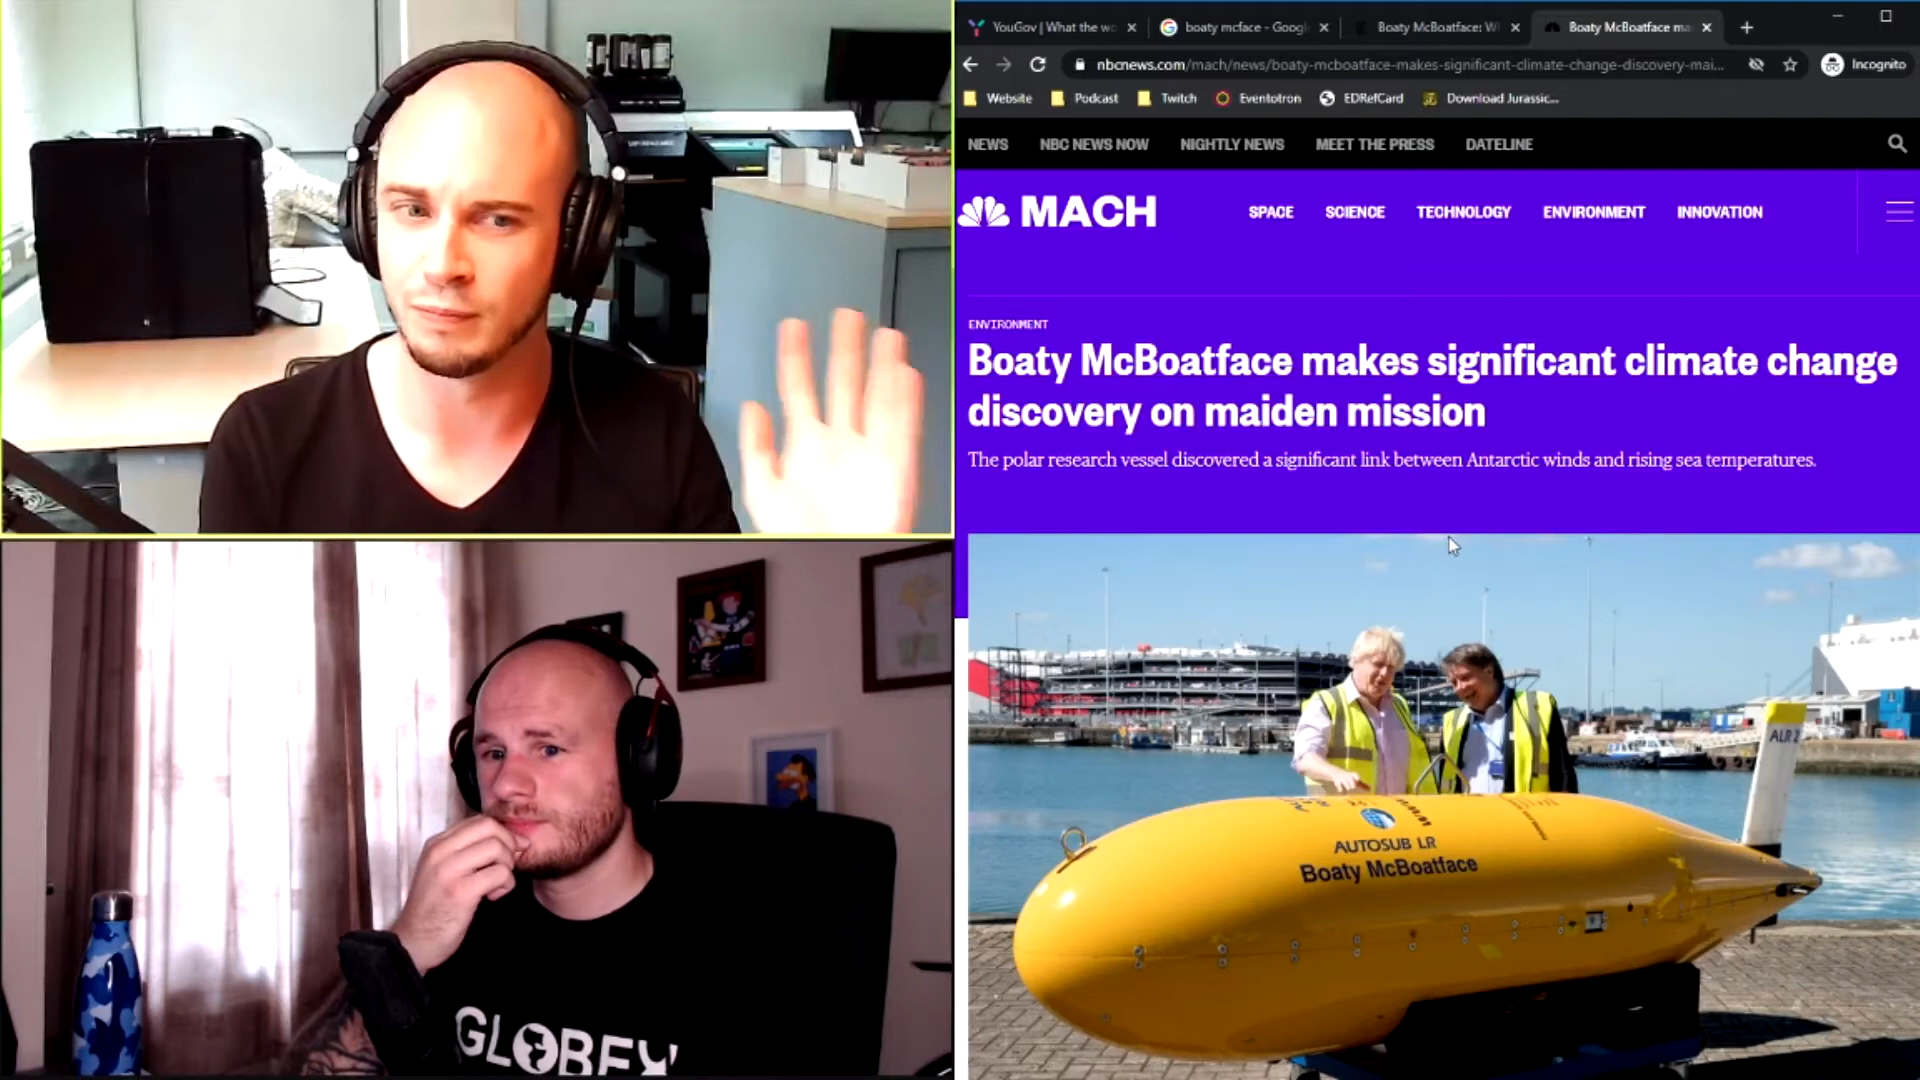 YouGov | What the wo
boaty mcface - Googl
Boaty McBoatface: W
Boaty McBoatface ma
nbcnews.com/mach/news/boaty-mcboatface-makes-significant-climate-change-discovery-mai...
Incognito
Website
Podcast
Twitch
Eventotron
EDRefCard
Download Jurassic...
NEWS
NBC NEWS NOW
NIGHTLY NEWS
MEET THE PRESS
DATELINE
MACH
SPACE
SCIENCE
TECHNOLOGY
ENVIRONMENT
INNOVATION
ENVIRONMENT
Boaty McBoatface makes significant climate change
discovery on maiden mission
The polar research vessel discovered a significant link between Antarctic winds and rising sea temperatures.
ALR 2
AUTOSUB LR
Boaty McBoatface
GLOBEX